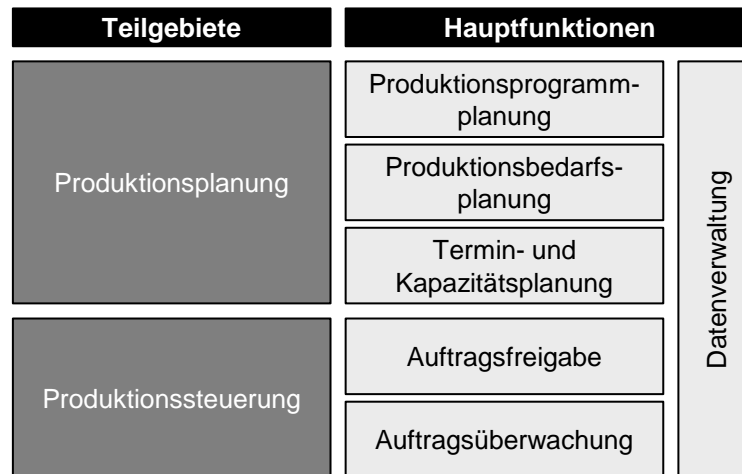 Teilgebiete
Hauptfunktionen
Produktionsplanung
Produktionsprogramm-
planung
Produktionsbedarfs-
planung
Termin- und
Kapazitätsplanung
Produktionssteuerung
Auftragsfreigabe
Auftragsüberwachung
Datenverwaltung